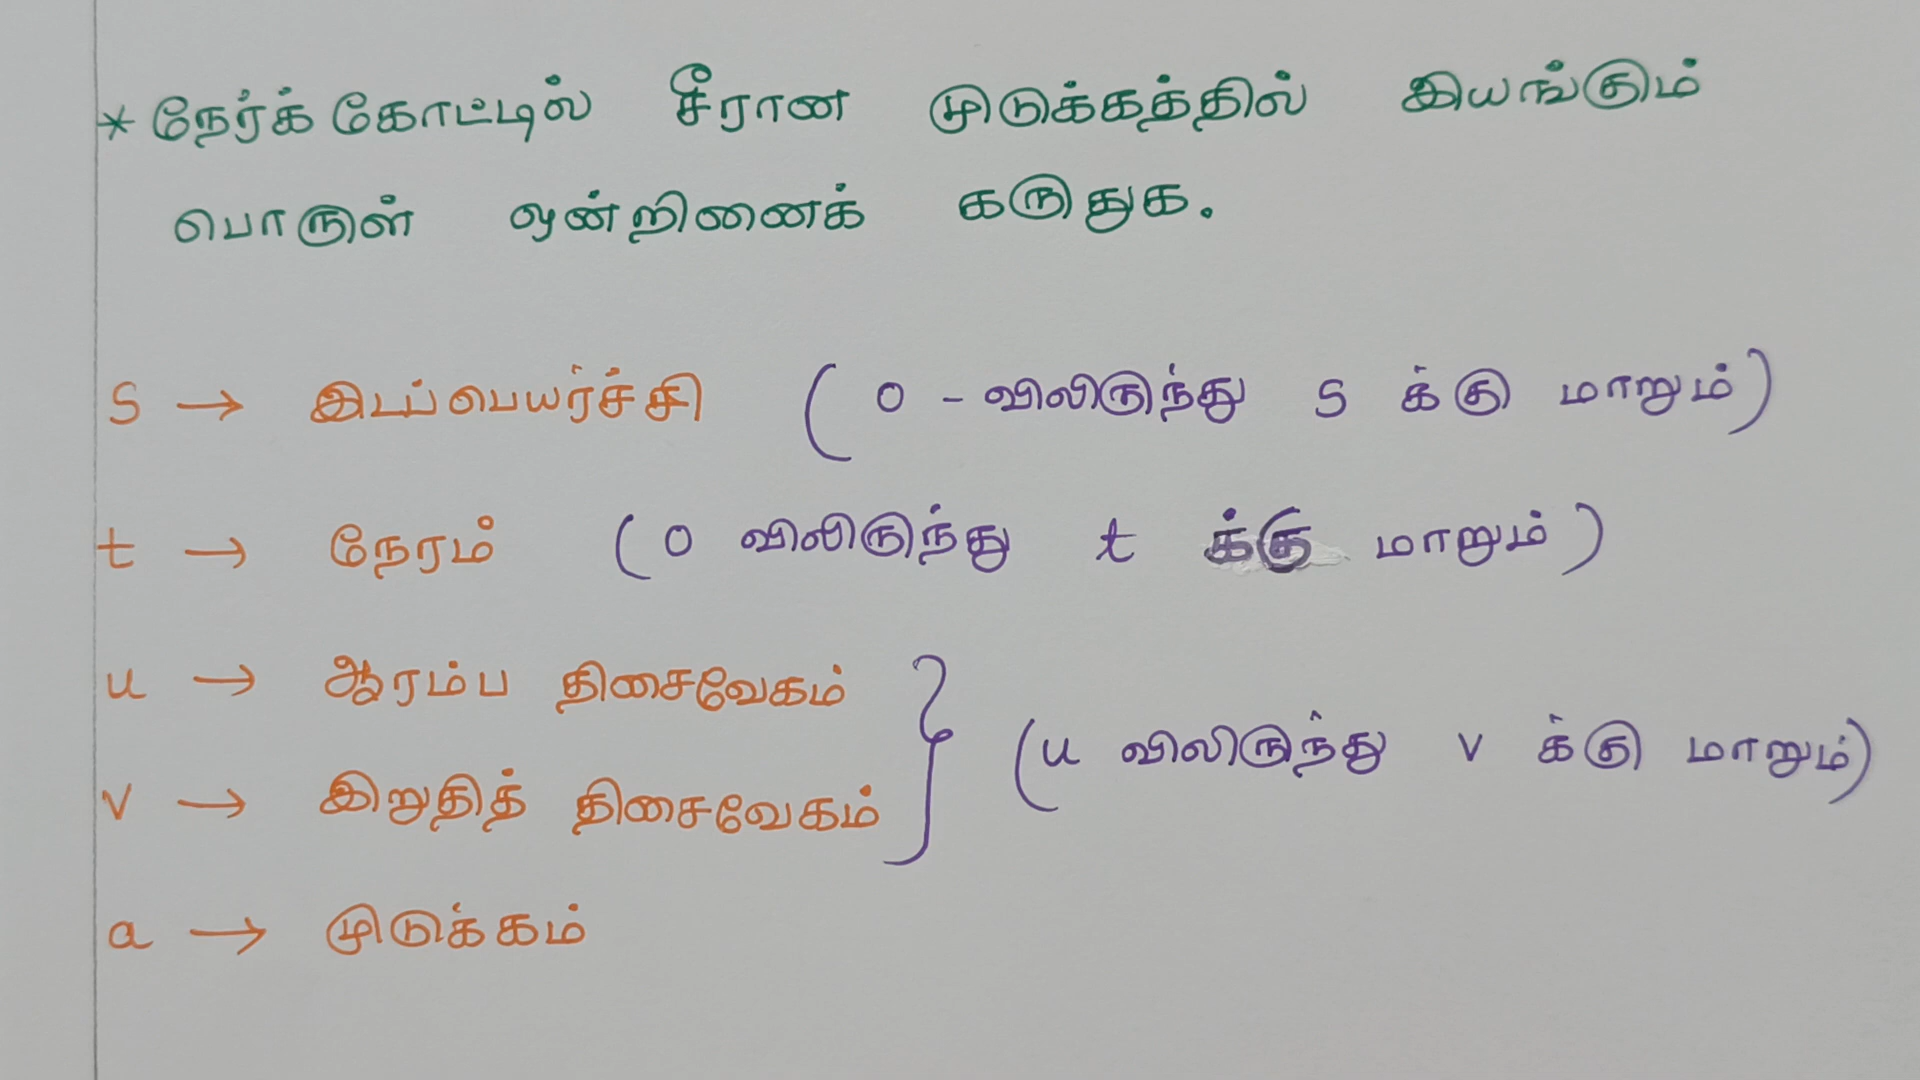 * நேர்க் கோட்டில் சீரான முடுக்கத்தில் இயங்கும்
பொருள் ஒன்றினைக் கருதுக.
S → இடப்பெயர்ச்சி ( 0 - விலிருந்து S க்கு மாறும் )
t → நேரம் ( 0 விலிருந்து t க்கு மாறும் )
u → ஆரம்ப திசைவேகம்
v → இறுதித் திசைவேகம் } (u விலிருந்து v க்கு மாறும்)
a → முடுக்கம்